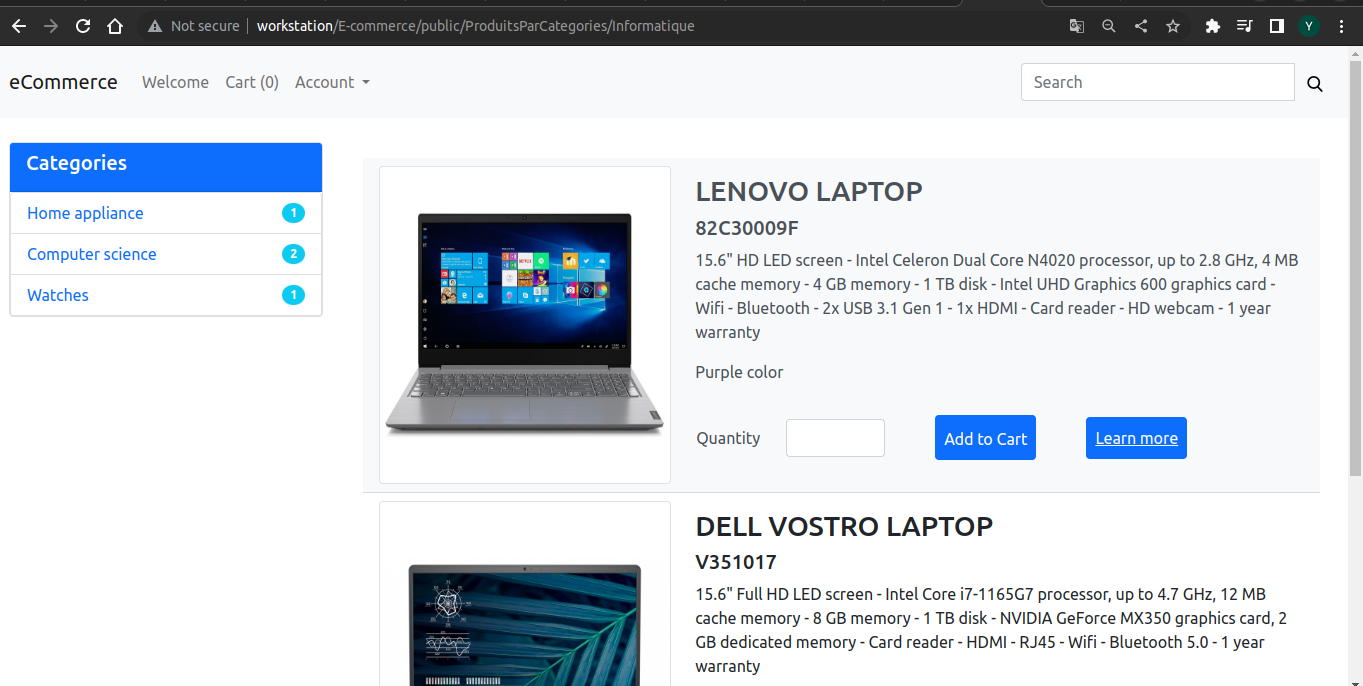 Not secure | workstation/E-commerce/public/ProduitsParCategories/Informatique
Y
eCommerce Welcome Cart (0) Account Search
Categories
Home appliance 1
Computer science 2
Watches 1
LENOVO LAPTOP
82C30009F
15.6" HD LED screen - Intel Celeron Dual Core N4020 processor, up to 2.8 GHz, 4 MB
cache memory - 4 GB memory - 1 TB disk - Intel UHD Graphics 600 graphics card -
Wifi - Bluetooth - 2x USB 3.1 Gen 1 - 1x HDMI - Card reader - HD webcam - 1 year
warranty
Purple color
Quantity Add to Cart Learn more
DELL VOSTRO LAPTOP
V351017
15.6" Full HD LED screen - Intel Core i7-1165G7 processor, up to 4.7 GHz, 12 MB
cache memory - 8 GB memory - 1 TB disk - NVIDIA GeForce MX350 graphics card, 2
GB dedicated memory - Card reader - HDMI - RJ45 - Wifi - Bluetooth 5.0 - 1 year
warranty